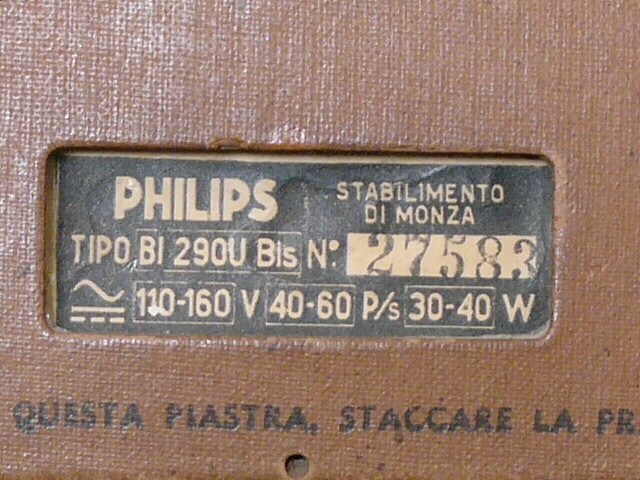 PHILIPS
STABILIMENTO
DI MONZA
TIPO BI 290U Bis N°: 27583
110-160 V 40-60 P/s 30-40 W
QUESTA PIASTRA, STACCARE LA